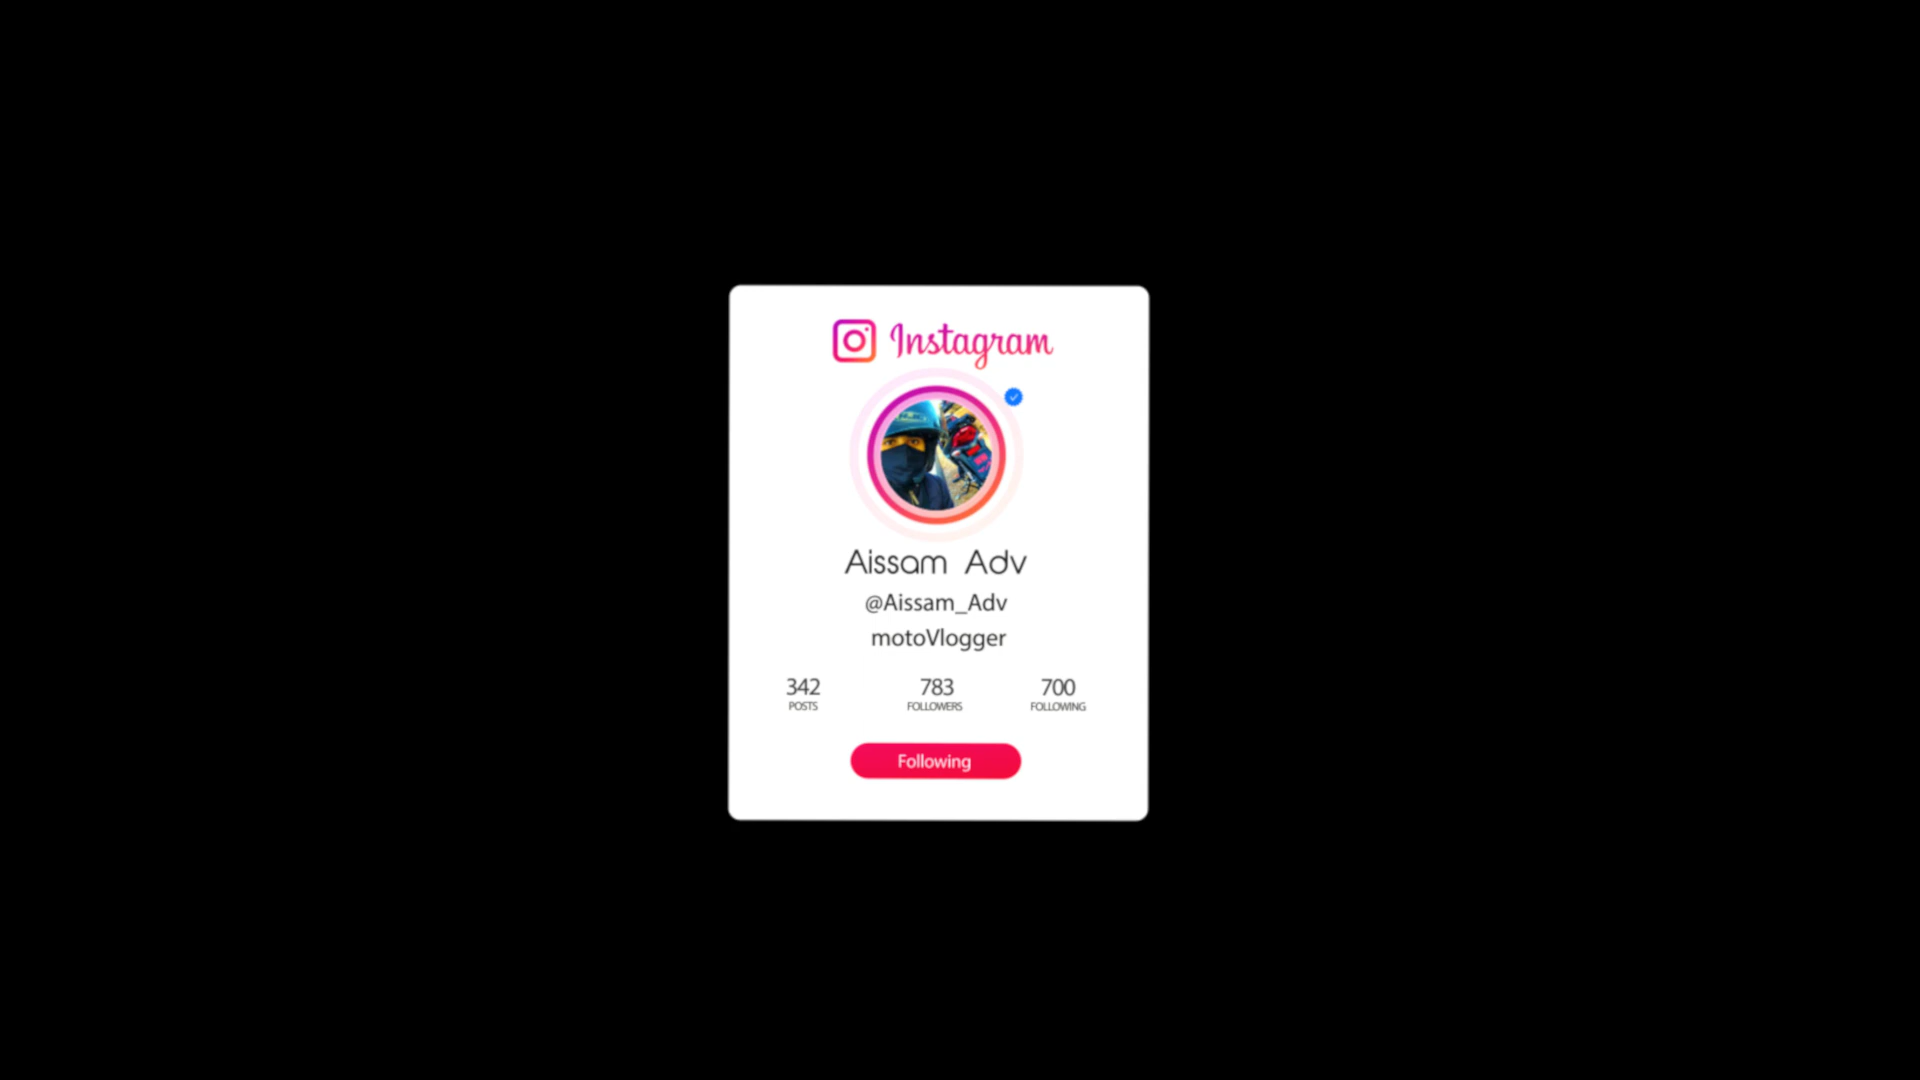 Instagram
Aissam Adv
@Aissam_Adv
motoVlogger
342 783 700
POSTS FOLLOWERS FOLLOWING
Following